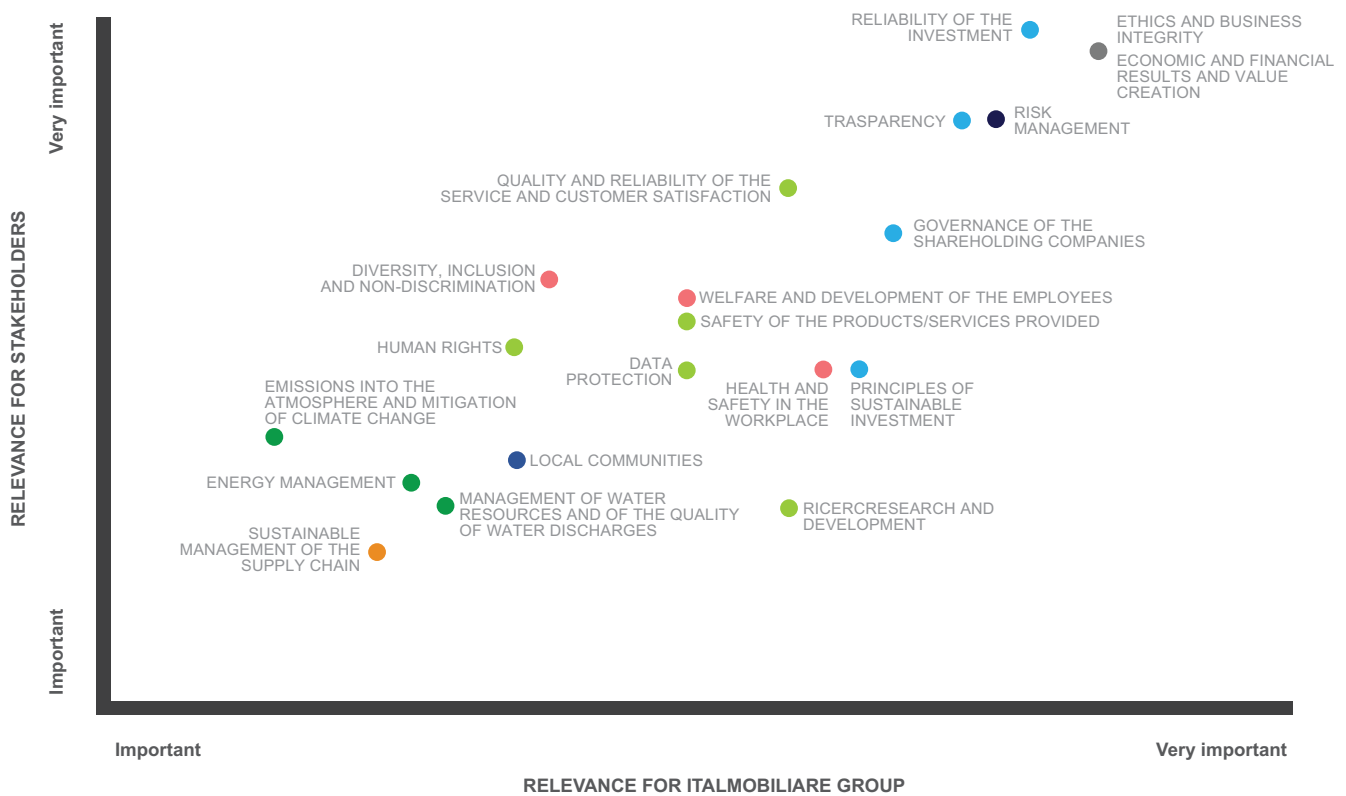 RELIABILITY OF THE
INVESTMENT
ETHICS AND BUSINESS
INTEGRITY
ECONOMIC AND FINANCIAL
RESULTS AND VALUE
CREATION
TRASPARENCY
RISK
MANAGEMENT
QUALITY AND RELIABILITY OF THE
SERVICE AND CUSTOMER SATISFACTION
GOVERNANCE OF THE
SHAREHOLDING COMPANIES
DIVERSITY, INCLUSION
AND NON-DISCRIMINATION
WELFARE AND DEVELOPMENT OF THE EMPLOYEES
SAFETY OF THE PRODUCTS/SERVICES PROVIDED
HUMAN RIGHTS
DATA
PROTECTION
HEALTH AND
SAFETY IN THE
WORKPLACE
PRINCIPLES OF
SUSTAINABLE
INVESTMENT
EMISSIONS INTO THE
ATMOSPHERE AND MITIGATION
OF CLIMATE CHANGE
LOCAL COMMUNITIES
ENERGY MANAGEMENT
MANAGEMENT OF WATER
RESOURCES AND OF THE QUALITY
OF WATER DISCHARGES
RICERCRESEARCH AND
DEVELOPMENT
SUSTAINABLE
MANAGEMENT OF THE
SUPPLY CHAIN
Very important
RELEVANCE FOR STAKEHOLDERS
Important
Important
Very important
RELEVANCE FOR ITALMOBILIARE GROUP